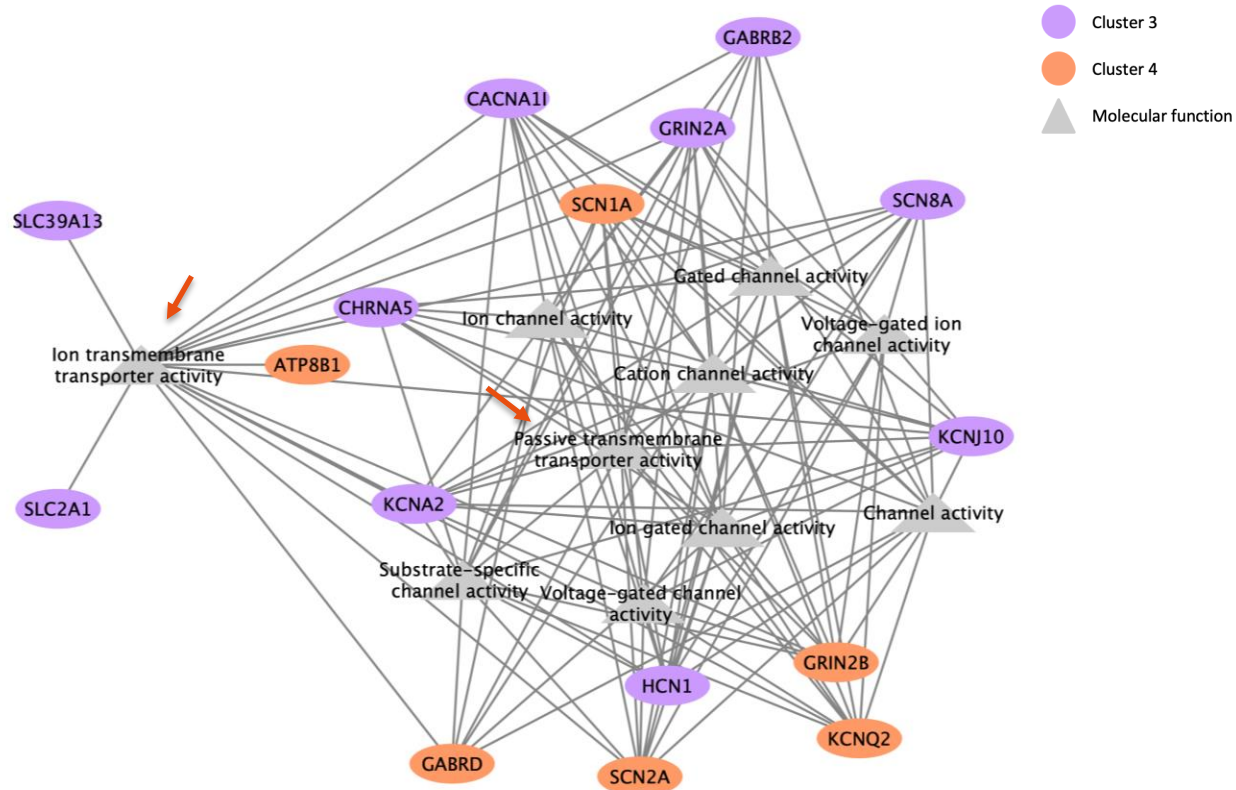 GABRB2
Cluster 3
Cluster 4
Molecular function
CACNA1I
GRIN2A
SCN1A
SCN8A
SLC39A13
Gated channel activity
CHRNA5
Ion channel activity
Voltage-gated ion
channel activity
Ion transmembrane
transporter activity
ATP8B1
Cation channel activity
Passive transmembrane
transporter activity
KCNJ10
SLC2A1
KCNA2
Ion gated channel activity
Channel activity
Substrate-specific
channel activity
Voltage-gated channel
activity
GRIN2B
HCN1
KCNQ2
GABRD
SCN2A